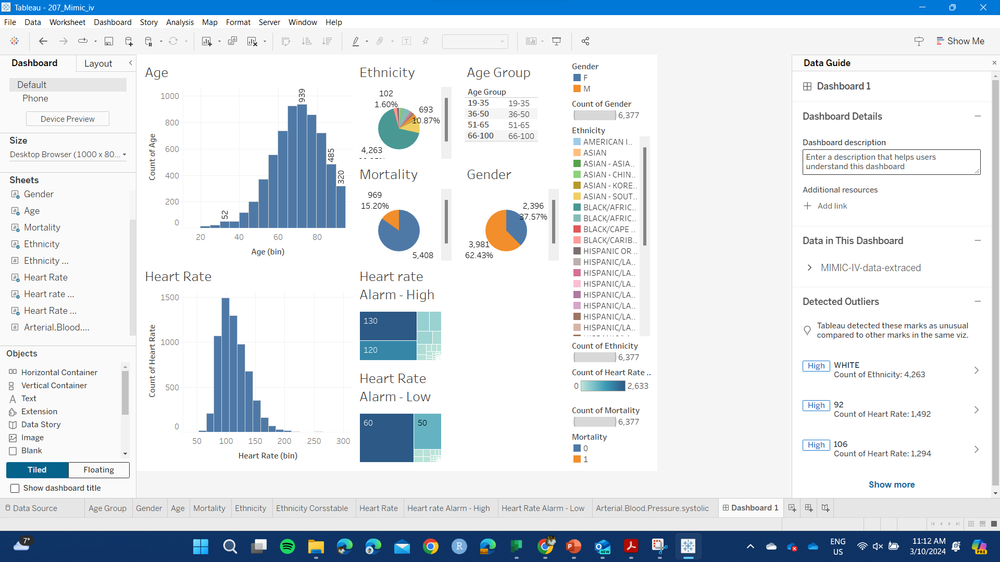 Tableau - 207_Mimic_iv
File Data Worksheet Dashboard Story Analysis Map Format Server Window Help
Show Me
Dashboard
Layout
Default
Phone
Device Preview
Size
Desktop Browser (1000 x 80...
Sheets
Gender
Age
Mortality
Ethnicity
Ethnicity ...
Heart Rate
Heart rate ...
Heart Rate ...
Arterial.Blood....
Objects
Horizontal Container
Vertical Container
Text
Extension
Data Story
Image
Blank
Tiled
Floating
Show dashboard title
Age
Count of Age
1000
800
600
400
200
0
52
939
485
320
20 40 60 80
Age (bin)
Ethnicity
102
1.60%
693
10.87%
4,263
Age Group
Age Group
19-35 19-35
36-50 36-50
51-65 51-65
66-100 66-100
Mortality
969
15.20%
5,408
Gender
2,396
37.57%
3,981
62.43%
Heart Rate
Count of Heart Rate
1500
1000
500
0
50 100 150 200 250 300
Heart Rate (bin)
Heart rate
Alarm - High
130
120
Heart Rate
Alarm - Low
60
50
Gender
F
M
Count of Gender
6,377
Ethnicity
AMERICAN I..
ASIAN
ASIAN - ASIA..
ASIAN - CHIN..
ASIAN - KORE..
ASIAN - SOUT..
BLACK/AFRIC..
BLACK/AFRIC..
BLACK/CAPE ..
BLACK/CARIB..
HISPANIC OR ..
HISPANIC/LA..
HISPANIC/LA..
HISPANIC/LA..
HISPANIC/LA..
HISPANIC/LA..
HISPANIC/LA..
HISPANIC/LA..
Count of Ethnicity
6,377
Count of Heart Rate ..
0 2,633
Count of Mortality
6,377
Mortality
0
1
Data Guide
Dashboard 1
Dashboard Details
Dashboard description
Enter a description that helps users
understand this dashboard
Additional resources
Add link
Data in This Dashboard
MIMIC-IV-data-extraced
Detected Outliers
Tableau detected these marks as unusual
compared to other marks in the same viz.
High WHITE
Count of Ethnicity: 4,263
High 92
Count of Heart Rate: 1,492
High 106
Count of Heart Rate: 1,294
Show more
Data Source Age Group Gender Age Mortality Ethnicity Ethnicity Corsstable Heart Rate Heart rate Alarm - High Heart Rate Alarm - Low Arterial.Blood.Pressure.systolic Dashboard 1
7°
R
P
NEW
ENG
US
11:12 AM
3/10/2024
PRE